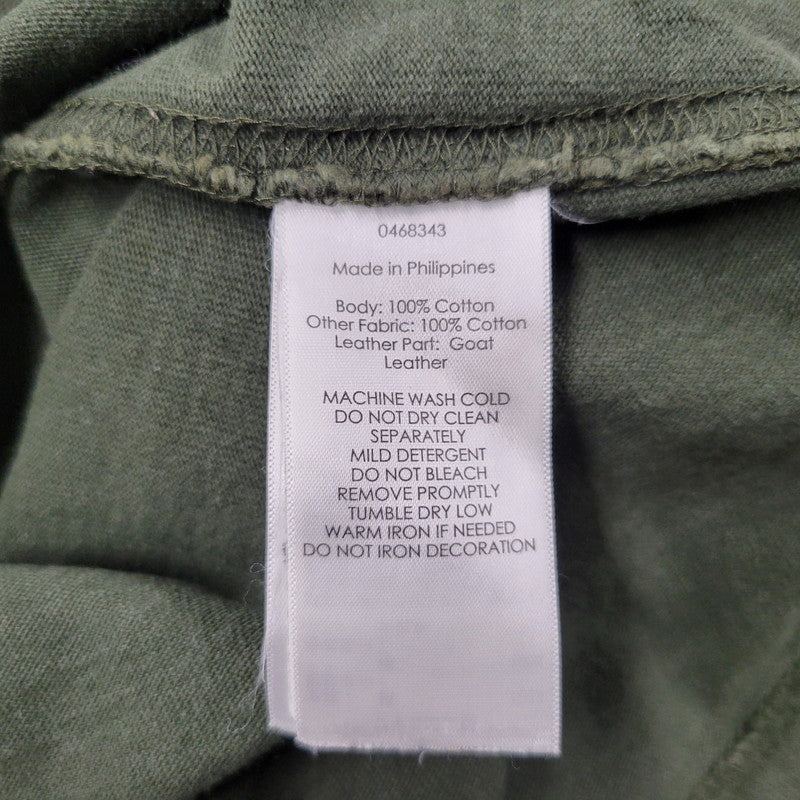 0468343
Made in Philippines
Body: 100% Cotton
Other Fabric: 100% Cotton
Leather Part: Goat
Leather
MACHINE WASH COLD
DO NOT DRY CLEAN
SEPARATELY
MILD DETERGENT
DO NOT BLEACH
REMOVE PROMPTLY
TUMBLE DRY LOW
WARM IRON IF NEEDED
DO NOT IRON DECORATION